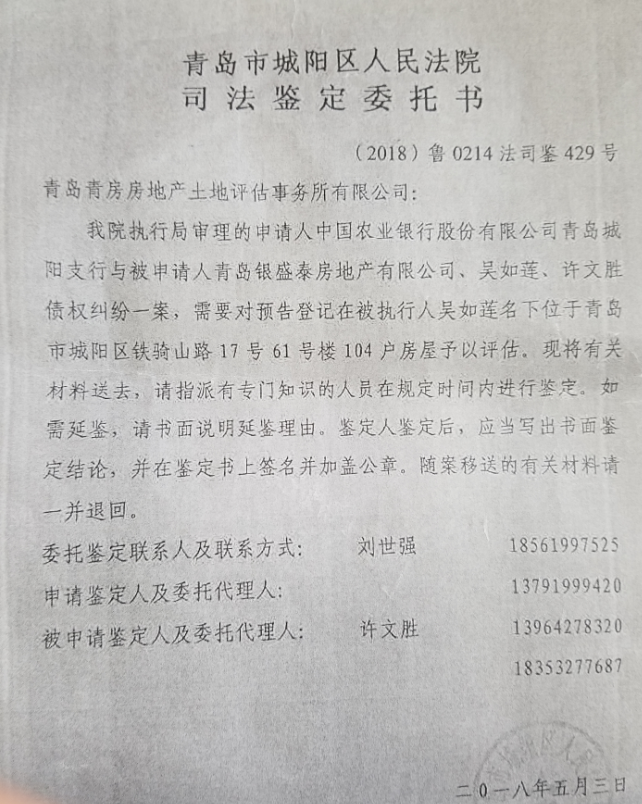 青岛市城阳区人民法院
司法鉴定委托书
（2018）鲁 0214 法司鉴 429 号
青岛青房房地产土地评估事务所有限公司：
我院执行局审理的申请人中国农业银行股份有限公司青岛城
阳支行与被申请人青岛银盛泰房地产有限公司、吴如莲、许文胜
债权纠纷一案，需要对预告登记在被执行人吴如莲名下位于青岛
市城阳区铁骑山路 17 号 61 号楼 104 户房屋予以评估。现将有关
材料送去，请指派有专门知识的人员在规定时间内进行鉴定。如
需延鉴，请书面说明延鉴理由。鉴定人鉴定后，应当写出书面鉴
定结论，并在鉴定书上签名并加盖公章。随案移送的有关材料请
一并退回。
委托鉴定联系人及联系方式： 刘世强 18561997525
申请鉴定人及委托代理人： 13791999420
被申请鉴定人及委托代理人： 许文胜 13964278320
18353277687
市城阳区人民
二0一八年五月三日